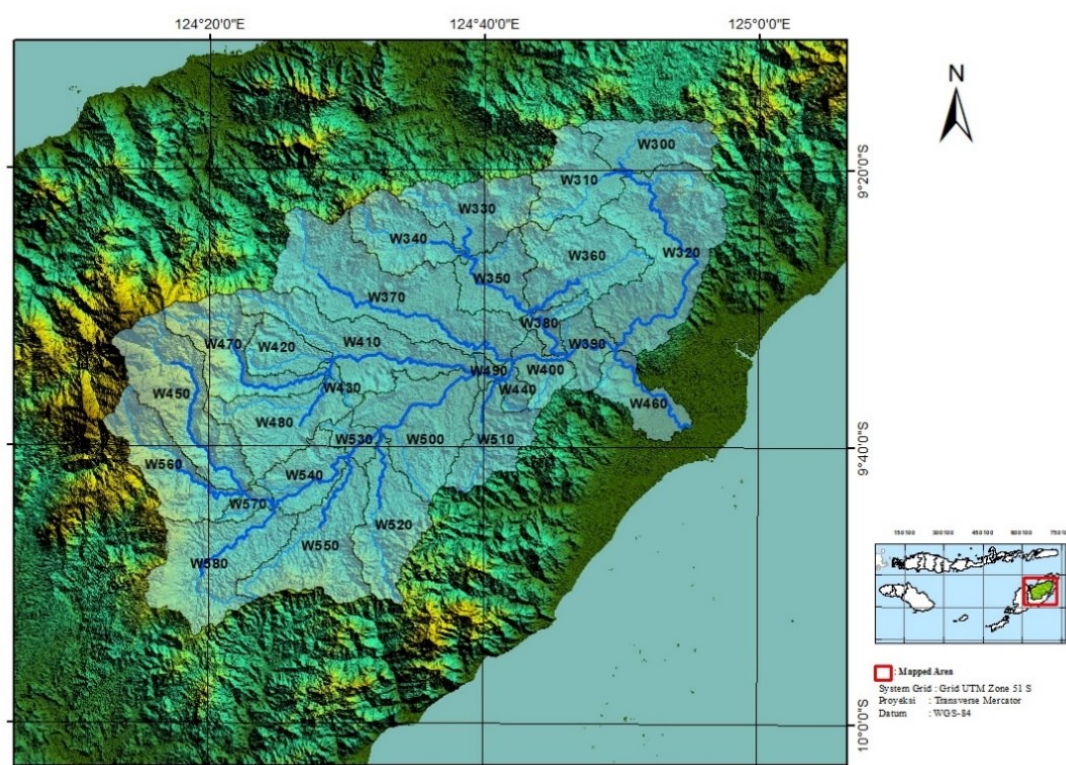 124°20'0"E 124°40'0"E 125°0'0"E
N
W300
9°20'0"S
W310
W330
W340
W320
W360
W350
W370
W380
W470
W410
W390
W420
W490
W400
W430
W440
W450
W460
W480
W530
W500
W510
9°40'0"S
W560
W540
W570
W520
W550
W580
: Mapped Area
System Grid : Grid UTM Zone 51 S
Proyeksi : Transverse Mercator
Datum : WGS-84
10°0'0"S